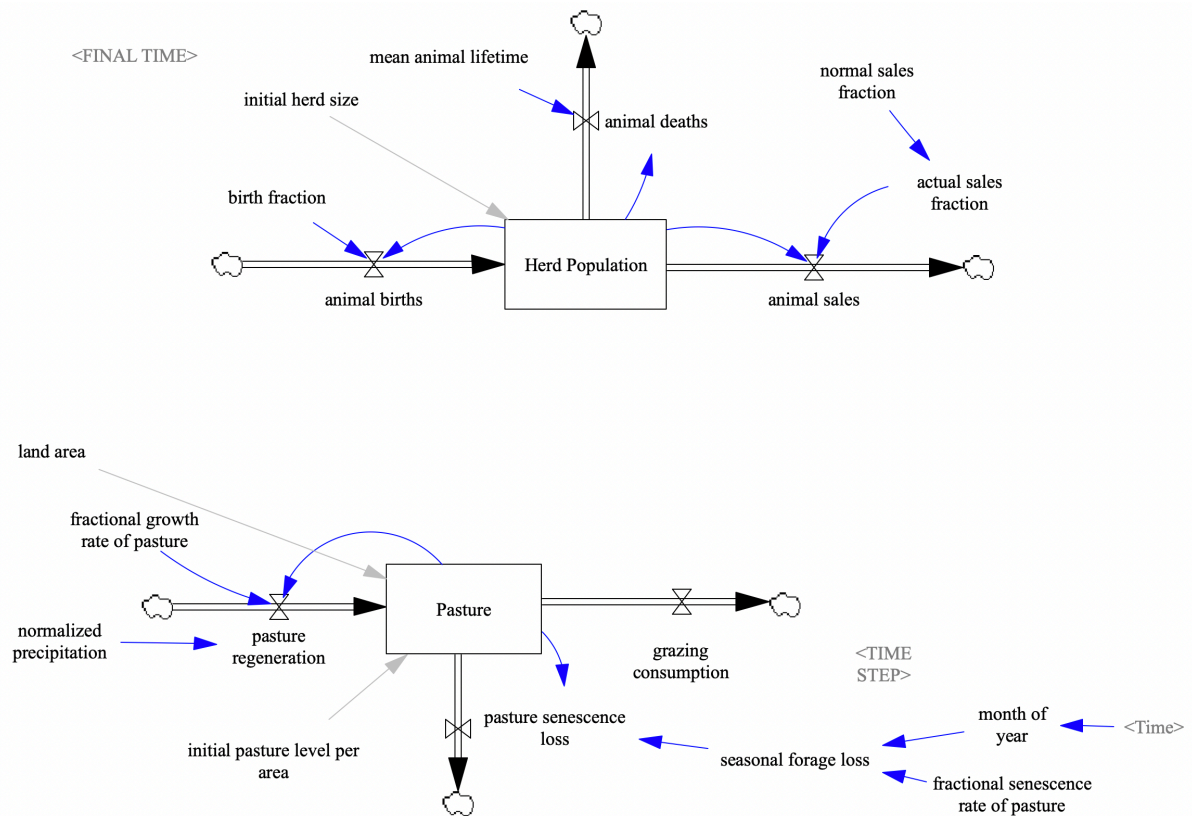 <FINAL TIME>
mean animal lifetime
normal sales
fraction
initial herd size
animal deaths
actual sales
fraction
birth fraction
Herd Population
animal births
animal sales
land area
fractional growth
rate of pasture
Pasture
normalized
precipitation
pasture
regeneration
grazing
consumption
<TIME
STEP>
pasture senescence
loss
month of
year
<Time>
initial pasture level per
area
seasonal forage loss
fractional senescence
rate of pasture